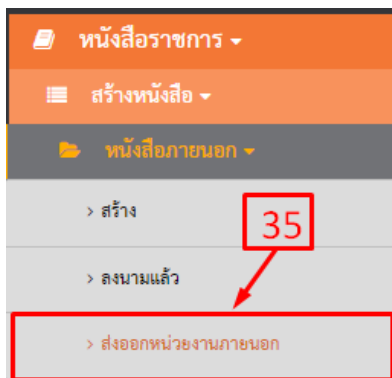 หนังสือราชการ
สร้างหนังสือ
หนังสือภายนอก
> สร้าง
35
> ลงนามแล้ว
> ส่งออกหน่วยงานภายนอก